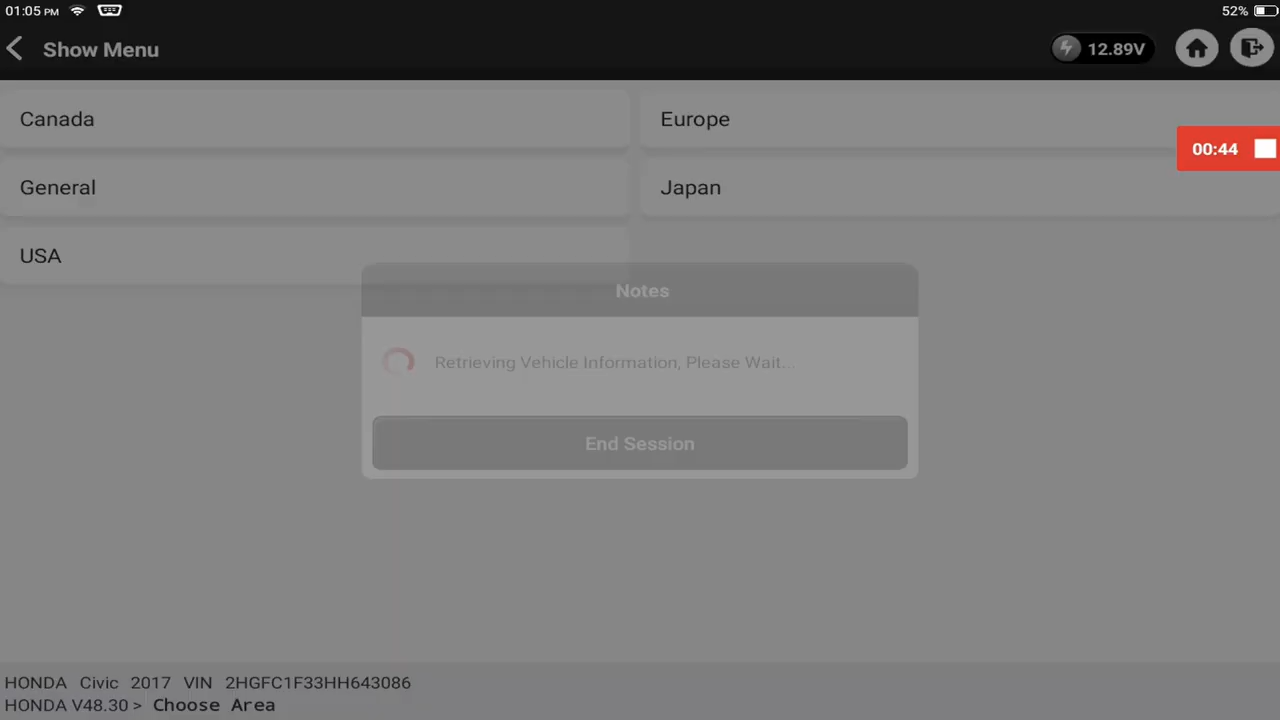 01:05 PM
52%
Show Menu
12.89V
Canada
Europe
00:44
General
Japan
USA
Notes
Retrieving Vehicle Information, Please Wait...
End Session
HONDA Civic 2017 VIN 2HGFC1F33HH643086
HONDA V48.30 > Choose Area